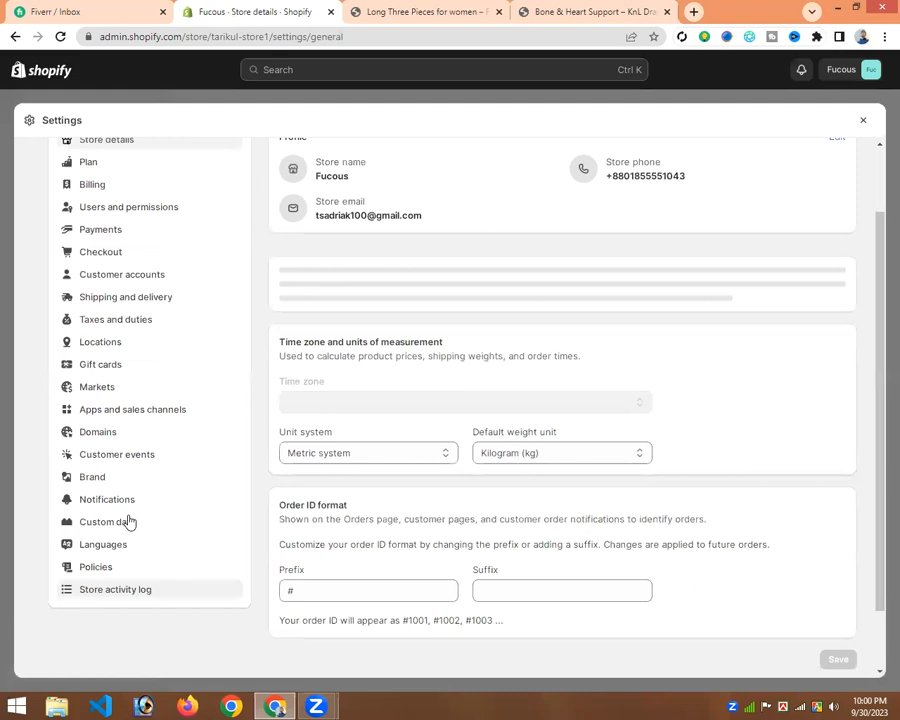 Fiverr / Inbox
Fucous · Store details · Shopify
Long Three Pieces for women – F
Bone & Heart Support – KnL Dra
admin.shopify.com/store/tarikul-store1/settings/general
shopify
Search
Ctrl K
Fucous
Fuc
Settings
Store details
Plan
Billing
Users and permissions
Payments
Checkout
Customer accounts
Shipping and delivery
Taxes and duties
Locations
Gift cards
Markets
Apps and sales channels
Domains
Customer events
Brand
Notifications
Custom da
Languages
Policies
Store activity log
Profile
Edit
Store name
Fucous
Store phone
+8801855551043
Store email
tsadriak100@gmail.com
Time zone and units of measurement
Used to calculate product prices, shipping weights, and order times.
Time zone
Unit system
Default weight unit
Metric system
Kilogram (kg)
Order ID format
Shown on the Orders page, customer pages, and customer order notifications to identify orders.
Customize your order ID format by changing the prefix or adding a suffix. Changes are applied to future orders.
Prefix
Suffix
#
Your order ID will appear as #1001, #1002, #1003 ...
Save
10:00 PM
9/30/2023